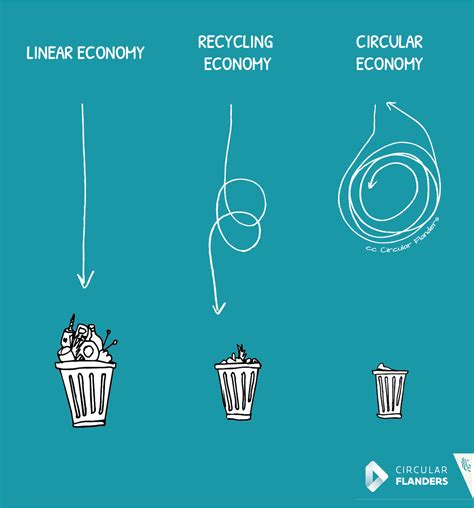 LINEAR ECONOMY
RECYCLING
ECONOMY
CIRCULAR
ECONOMY
cc Circular Flanders
CIRCULAR
FLANDERS